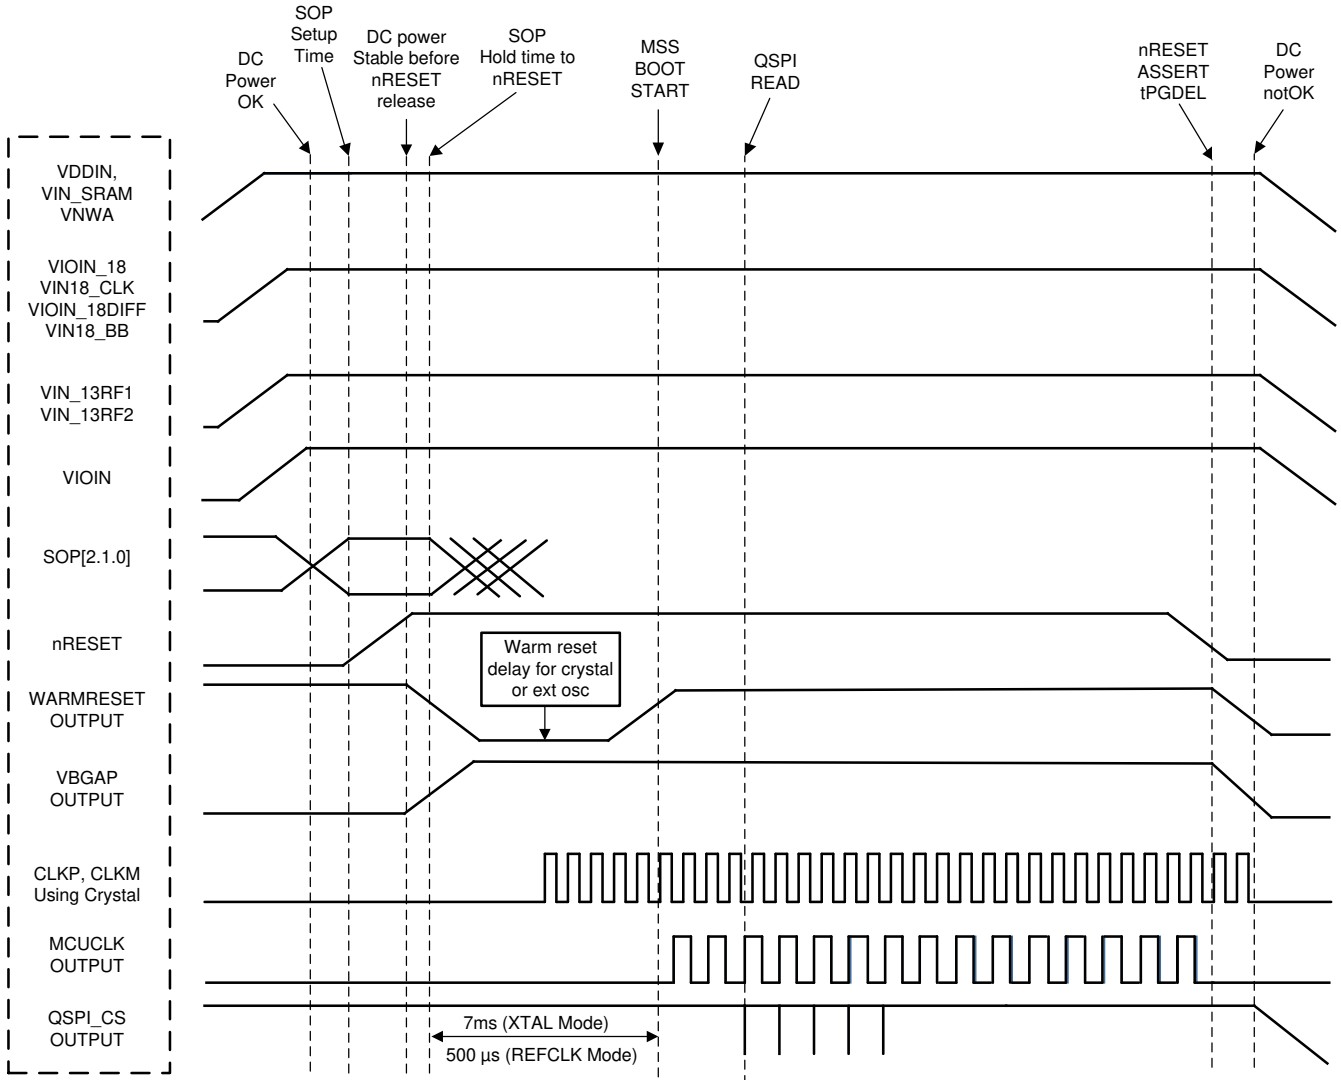 DC
Power
OK
SOP
Setup
Time
DC power
Stable before
nRESET
release
SOP
Hold time to
nRESET
MSS
BOOT
START
QSPI
READ
nRESET
ASSERT
tPGDEL
DC
Power
notOK
VDDIN,
VIN_SRAM
VNWA
VIOIN_18
VIN18_CLK
VIOIN_18DIFF
VIN18_BB
VIN_13RF1
VIN_13RF2
VIOIN
SOP[2.1.0]
nRESET
Warm reset
delay for crystal
or ext osc
WARMRESET
OUTPUT
VBGAP
OUTPUT
CLKP, CLKM
Using Crystal
MCUCLK
OUTPUT
QSPI_CS
OUTPUT
7ms (XTAL Mode)
500 µs (REFCLK Mode)